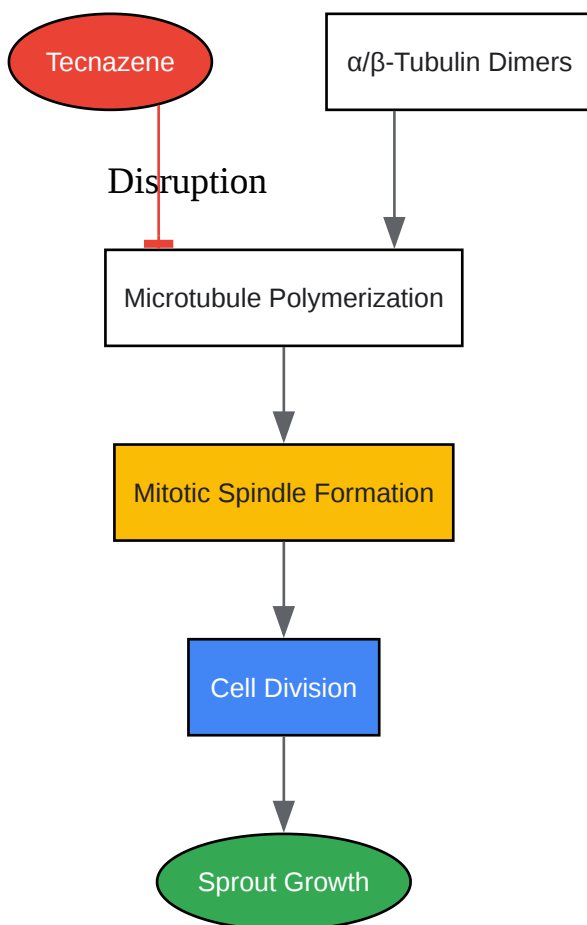 Tecnazene
α/β-Tubulin Dimers
Disruption
Microtubule Polymerization
Mitotic Spindle Formation
Cell Division
Sprout Growth